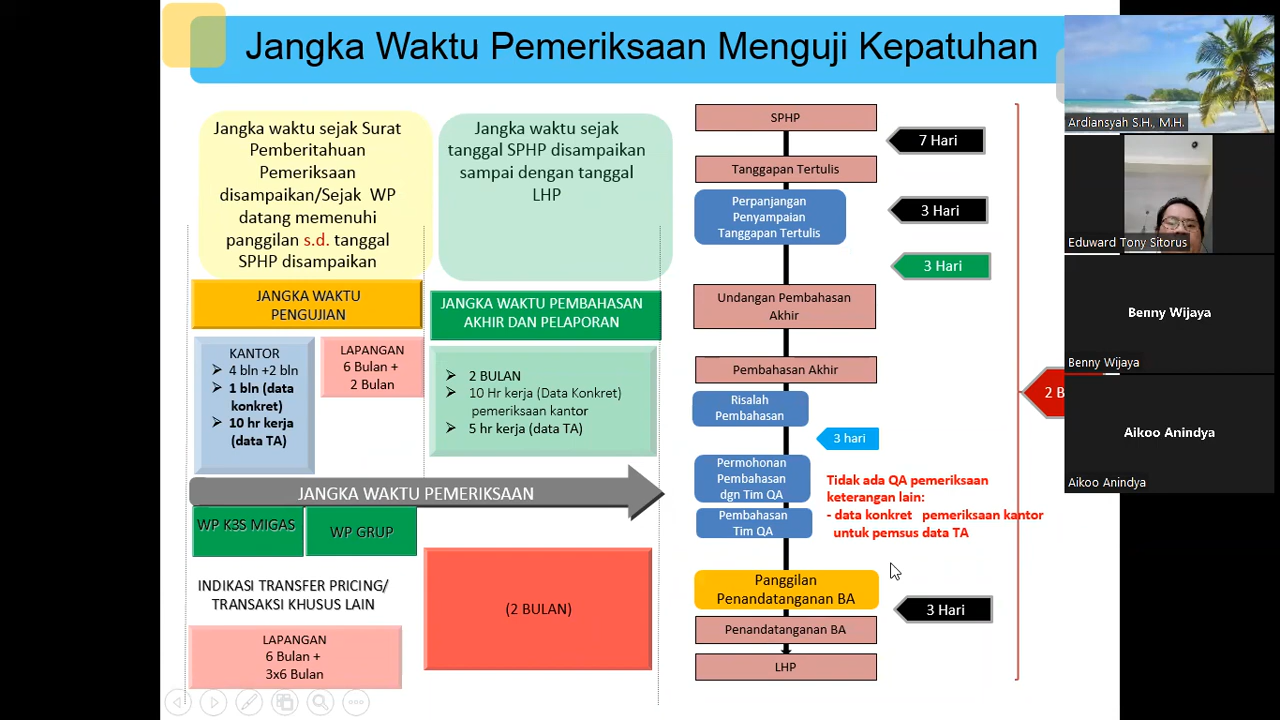 Jangka Waktu Pemeriksaan Menguji Kepatuhan
Jangka waktu sejak Surat
Pemberitahuan
Pemeriksaan
disampaikan/Sejak WP
datang memenuhi
panggilan s.d. tanggal
SPHP disampaikan
Jangka waktu sejak
tanggal SPHP disampaikan
sampai dengan tanggal
LHP
JANGKA WAKTU
PENGUJIAN
JANGKA WAKTU PEMBAHASAN
AKHIR DAN PELAPORAN
KANTOR
➢ 4 bln +2 bln
➢ 1 bln (data
konkret)
➢ 10 hr kerja
(data TA)
LAPANGAN
6 Bulan +
2 Bulan
➢ 2 BULAN
➢ 10 Hr kerja (Data Konkret)
pemeriksaan kantor
➢ 5 hr kerja (data TA)
JANGKA WAKTU PEMERIKSAAN
WP K3S MIGAS
WP GRUP
INDIKASI TRANSFER PRICING/
TRANSAKSI KHUSUS LAIN
LAPANGAN
6 Bulan +
3x6 Bulan
(2 BULAN)
SPHP
7 Hari
Tanggapan Tertulis
Perpanjangan
Penyampaian
Tanggapan Tertulis
3 Hari
3 Hari
Undangan Pembahasan
Akhir
Pembahasan Akhir
Risalah
Pembahasan
3 hari
Permohonan
Pembahasan
dgn Tim QA
Pembahasan
Tim QA
Tidak ada QA pemeriksaan
keterangan lain:
- data konkret pemeriksaan kantor
untuk pemsus data TA
Panggilan
Penandatanganan BA
3 Hari
Penandatanganan BA
LHP
2 B
Ardiansyah S.H., M.H.
Eduward Tony Sitorus
Benny Wijaya
Benny Wijaya
Aikoo Anindya
Aikoo Anindya